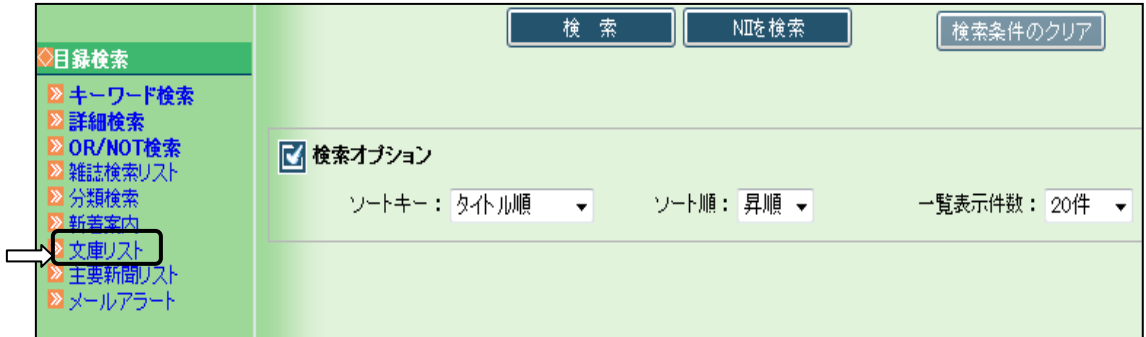 検 索 NIIを検索 検索条件のクリア
目録検索
キーワード検索
詳細検索
OR/NOT検索
雑誌検索リスト
分類検索
新着案内
文庫リスト
主要新聞リスト
メールアラート
検索オプション
ソートキー： タイトル順 ソート順： 昇順 一覧表示件数： 20件